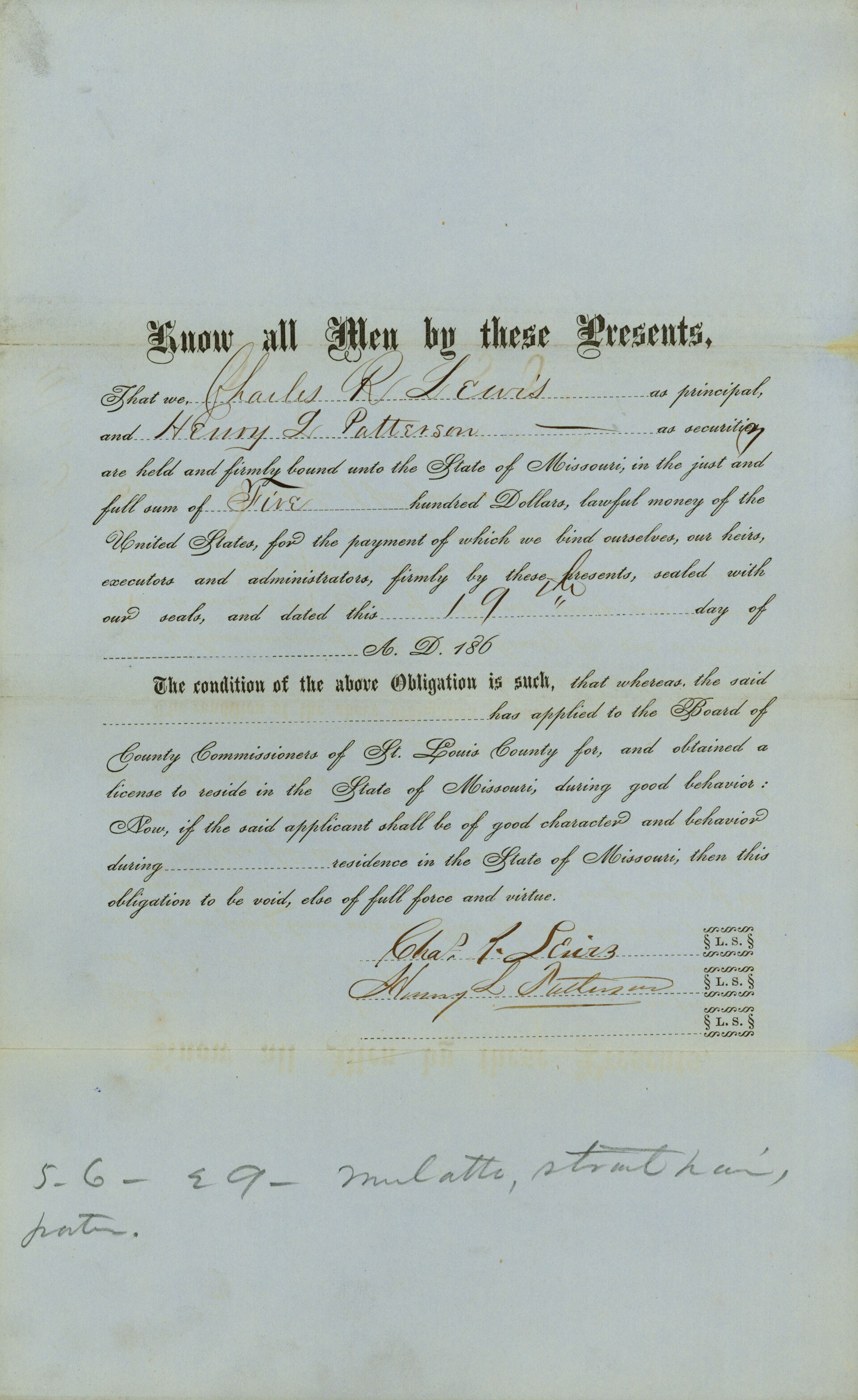 Know all Men by these Presents,
That we, Charles R Lewis as principal,
and Henry L Patterson — as security
are held and firmly bound unto the State of Missouri, in the just and
full sum of Five hundred Dollars, lawful money of the
United States, for the payment of which we bind ourselves, our heirs,
executors and administrators, firmly by these presents, sealed with
our seals, and dated this 19th day of
A. D. 186
The condition of the above Obligation is such, that whereas, the said
has applied to the Board of
County Commissioners of St. Louis County for, and obtained a
license to reside in the State of Missouri, during good behavior:
Now, if the said applicant shall be of good character and behavior
during residence in the State of Missouri, then this
obligation to be void, else of full force and virtue.
Chas. R. Lewis L. S.
Henry L Patterson L. S.
L. S.
5-6- 29- mulatto, strait hair,
porter.